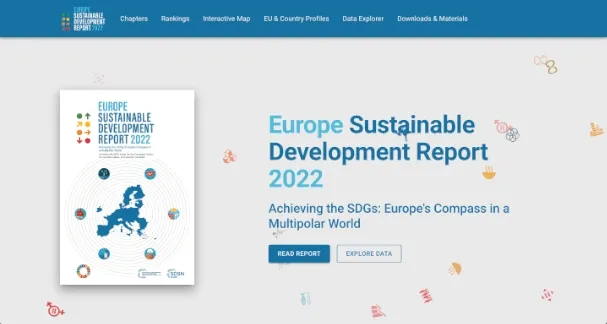 EUROPE
SUSTAINABLE
DEVELOPMENT
REPORT 2022
Chapters Rankings Interactive Map EU & Country Profiles Data Explorer Downloads & Materials
EUROPE
SUSTAINABLE
DEVELOPMENT
REPORT 2022
SDSN
Europe Sustainable
Development Report
2022
Achieving the SDGs: Europe's Compass in a
Multipolar World
READ REPORT EXPLORE DATA